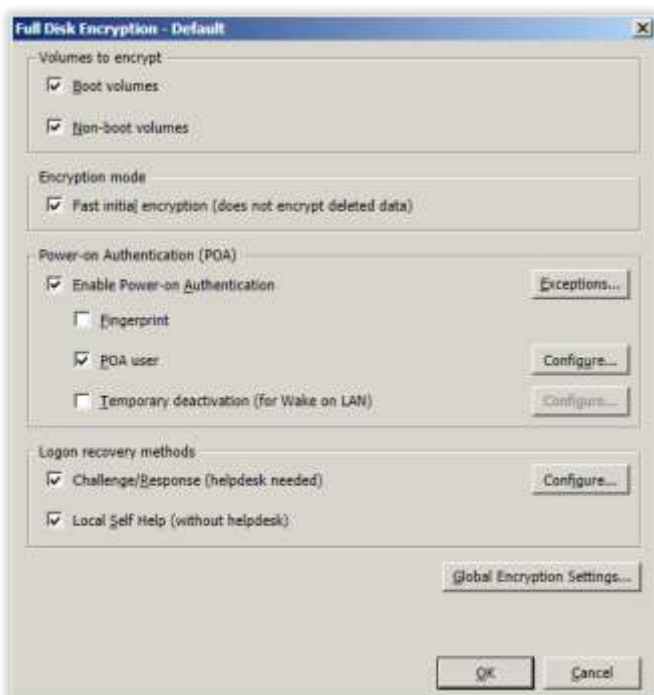 Full Disk Encryption - Default
Volumes to encrypt
Boot volumes
Non-boot volumes
Encryption mode
Fast initial encryption (does not encrypt deleted data)
Power-on Authentication (POA)
Enable Power-on Authentication
Exceptions...
Fingerprint
POA user
Configure...
Temporary deactivation (for Wake on LAN)
Configure...
Logon recovery methods
Challenge/Response (helpdesk needed)
Configure...
Local Self Help (without helpdesk)
Global Encryption Settings...
OK
Cancel